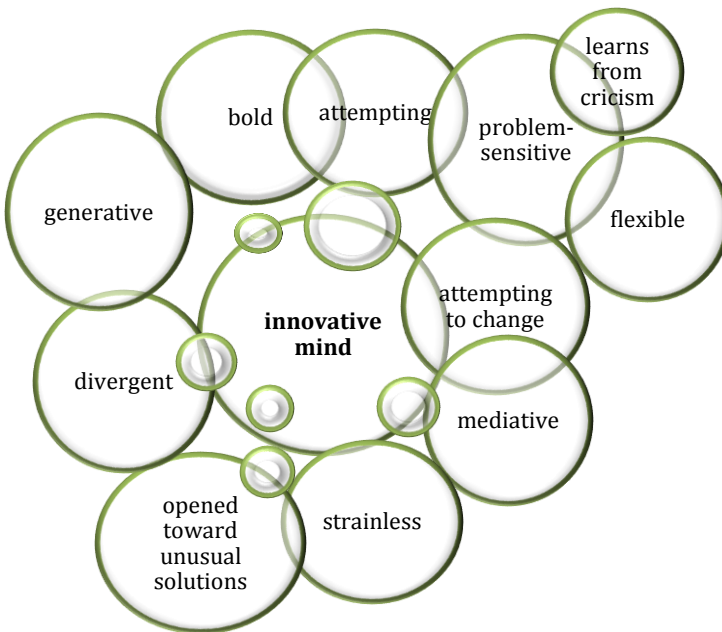 learns
from
cricism
bold
attempting
problem-
sensitive
generative
flexible
attempting
to change
innovative
mind
divergent
mediative
opened
toward
unusual
solutions
strainless